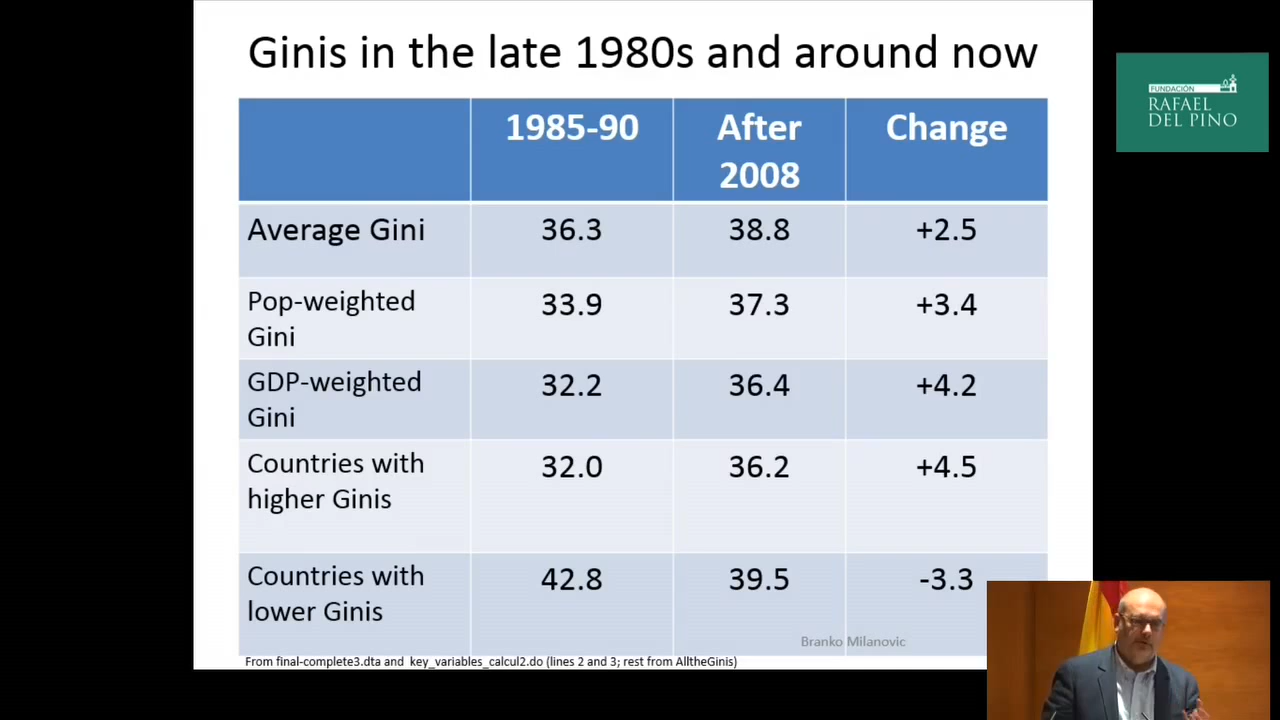 Ginis in the late 1980s and around now
FUNDACIÓN
RAFAEL
DEL PINO
1985-90
After
2008
Change
Average Gini
36.3
38.8
+2.5
Pop-weighted
Gini
33.9
37.3
+3.4
GDP-weighted
Gini
32.2
36.4
+4.2
Countries with
higher Ginis
32.0
36.2
+4.5
Countries with
lower Ginis
42.8
39.5
-3.3
Branko Milanovic
From final-complete3.dta and key_variables_calcul2.do (lines 2 and 3; rest from AlltheGinis)